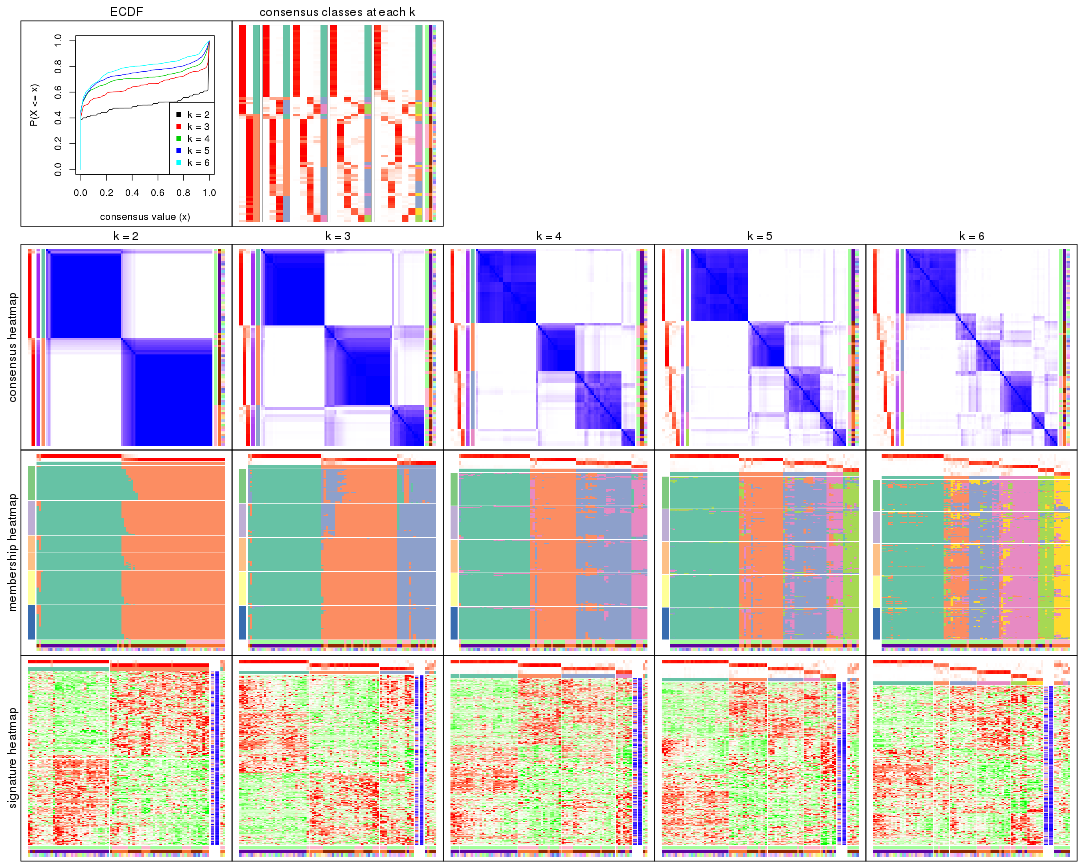 ECDF
consensus classes at each k
P(X <= x)
0.0 0.2 0.4 0.6 0.8 1.0
k = 2
k = 3
k = 4
k = 5
k = 6
0.0 0.2 0.4 0.6 0.8 1.0
consensus value (x)
k = 2 k = 3 k = 4 k = 5 k = 6
consensus heatmap
membership heatmap
signature heatmap